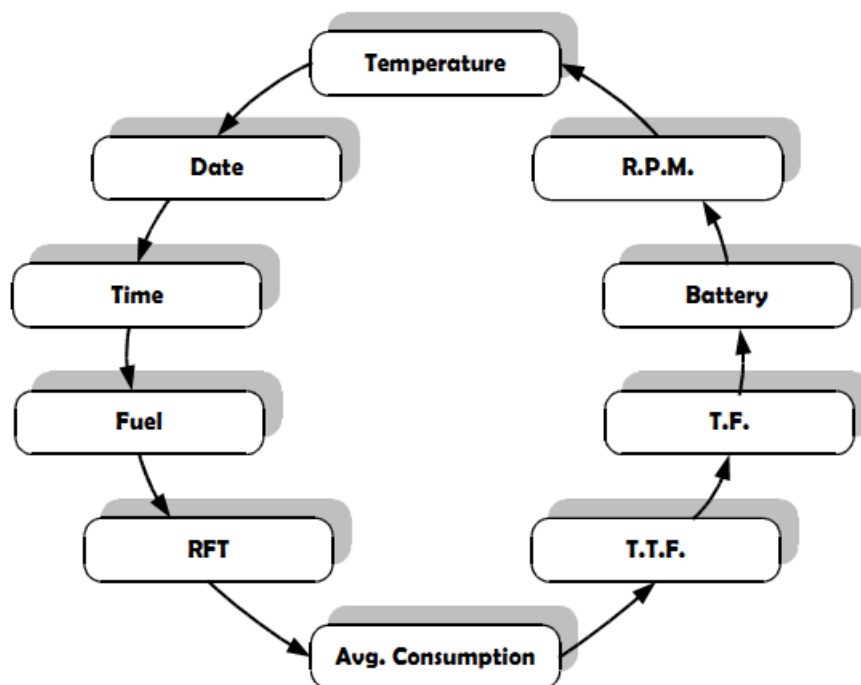 Temperature
Date
R.P.M.
Time
Battery
Fuel
T.F.
RFT
T.T.F.
Avg. Consumption